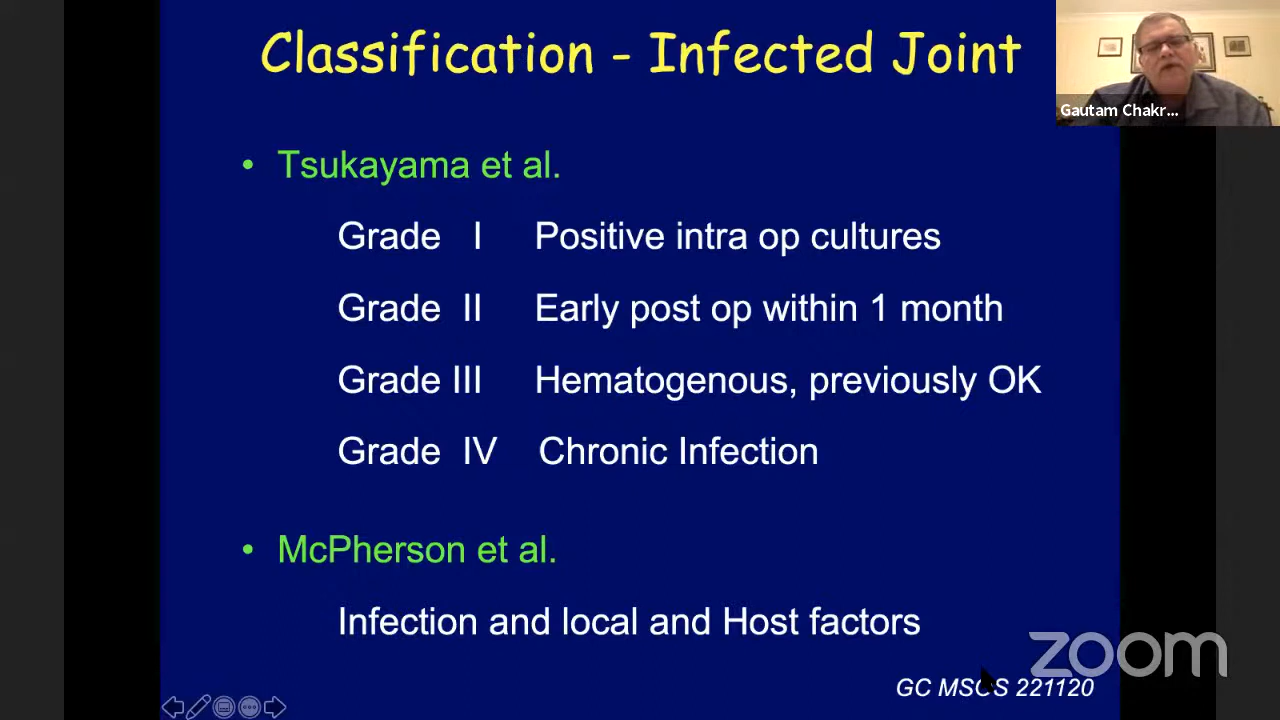 Classification - Infected Joint
Gautam Chakr...
• Tsukayama et al.
Grade I Positive intra op cultures
Grade II Early post op within 1 month
Grade III Hematogenous, previously OK
Grade IV Chronic Infection
• McPherson et al.
Infection and local and Host factors
zoom
GC MSOS 221120